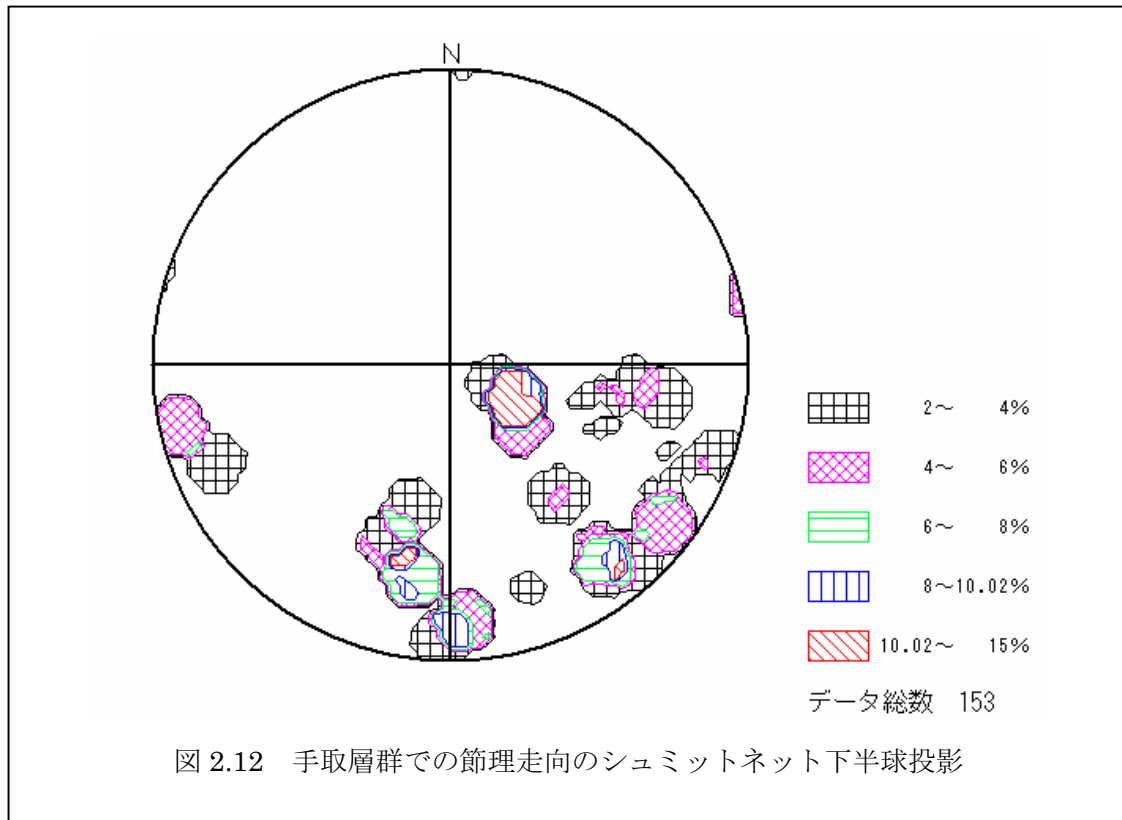 N
2～ 4%
4～ 6%
6～ 8%
8～10.02%
10.02～ 15%
データ総数 153
図 2.12 手取層群での節理走向のシュミットネット下半球投影